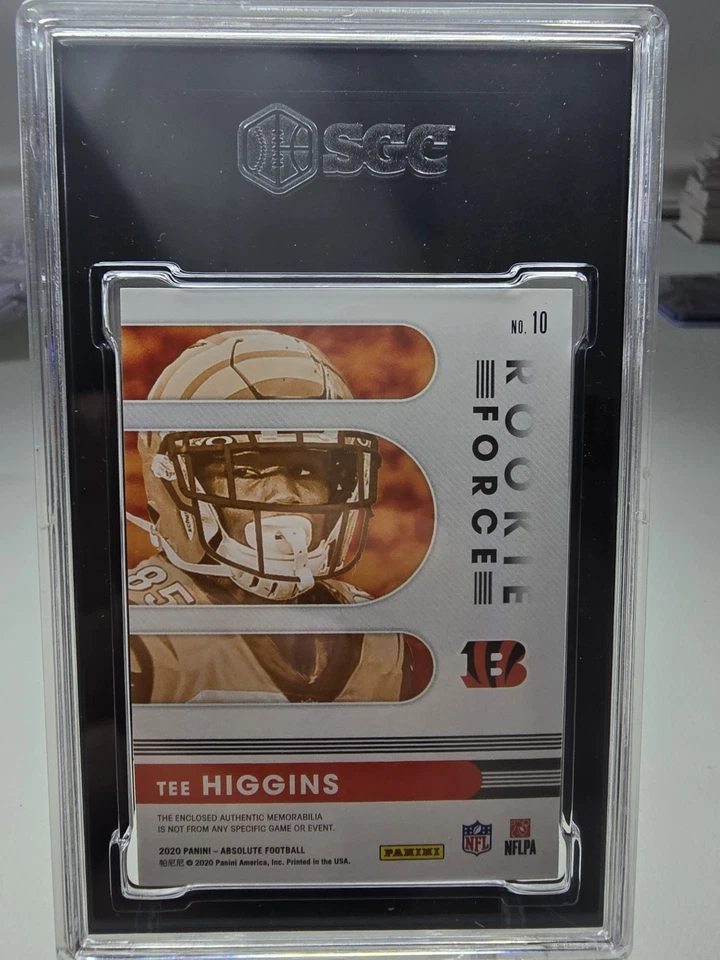 SGC
No. 10
ROOKIE
FORCE
85
B
TEE HIGGINS
THE ENCLOSED AUTHENTIC MEMORABILIA
IS NOT FROM ANY SPECIFIC GAME OR EVENT.
2020 PANINI – ABSOLUTE FOOTBALL
帕尼尼 © 2020 Panini America, Inc. Printed in the USA.
PANINI
NFL
NFLPA